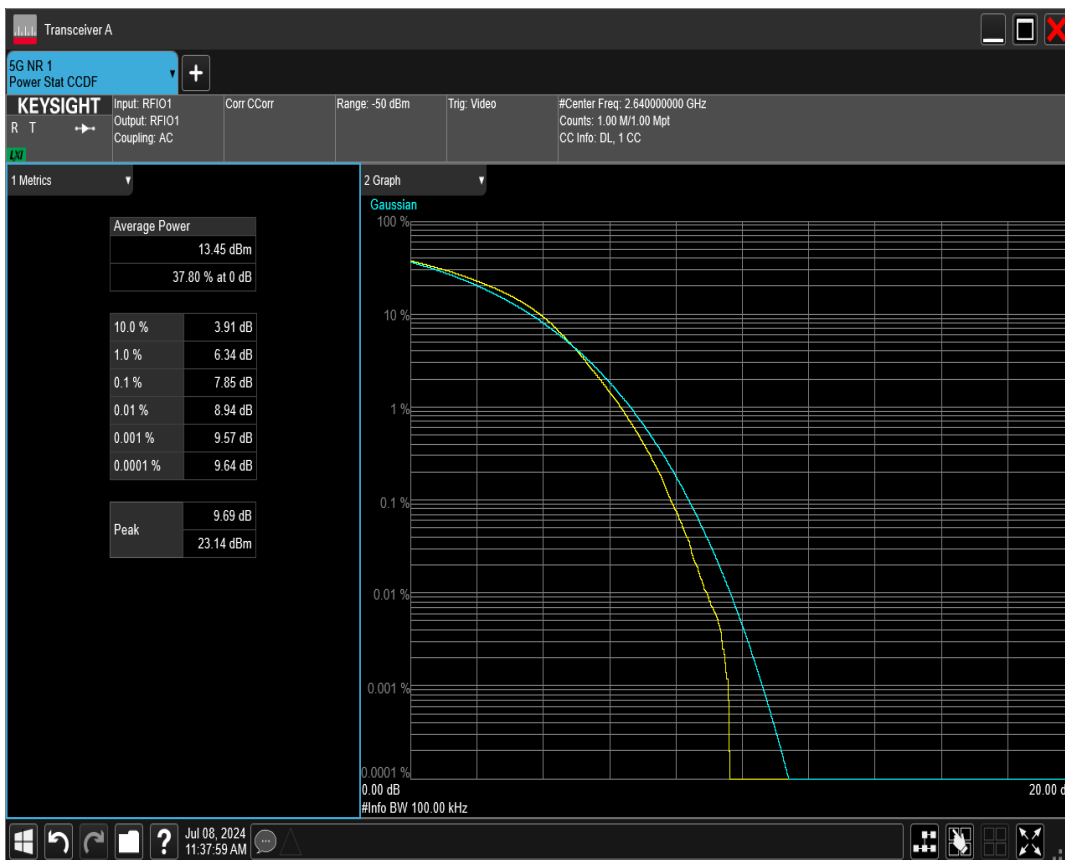 Transceiver A
5G NR 1
Power Stat CCDF
+
KEYSIGHT
R T
LXI
Input: RFIO1
Output: RFIO1
Coupling: AC
Corr CCorr
Range: -50 dBm
Trig: Video
#Center Freq: 2.640000000 GHz
Counts: 1.00 M/1.00 Mpt
CC Info: DL, 1 CC
1 Metrics
Average Power
13.45 dBm
37.80 % at 0 dB
10.0 % 3.91 dB
1.0 % 6.34 dB
0.1 % 7.85 dB
0.01 % 8.94 dB
0.001 % 9.57 dB
0.0001 % 9.64 dB
Peak 9.69 dB
23.14 dBm
2 Graph
Gaussian
100 %
10 %
1 %
0.1 %
0.01 %
0.001 %
0.0001 %
0.00 dB 20.00 d
#Info BW 100.00 kHz
?
Jul 08, 2024
11:37:59 AM